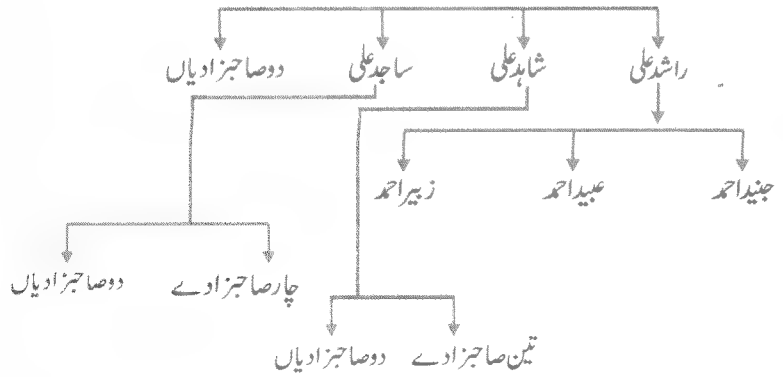 راشد علی شاہد علی ساجد علی دو صاحبزادیاں
جنید احمد عبید احمد زبیر احمد
چار صاحبزادے دو صاحبزادیاں
تین صاحبزادے دو صاحبزادیاں